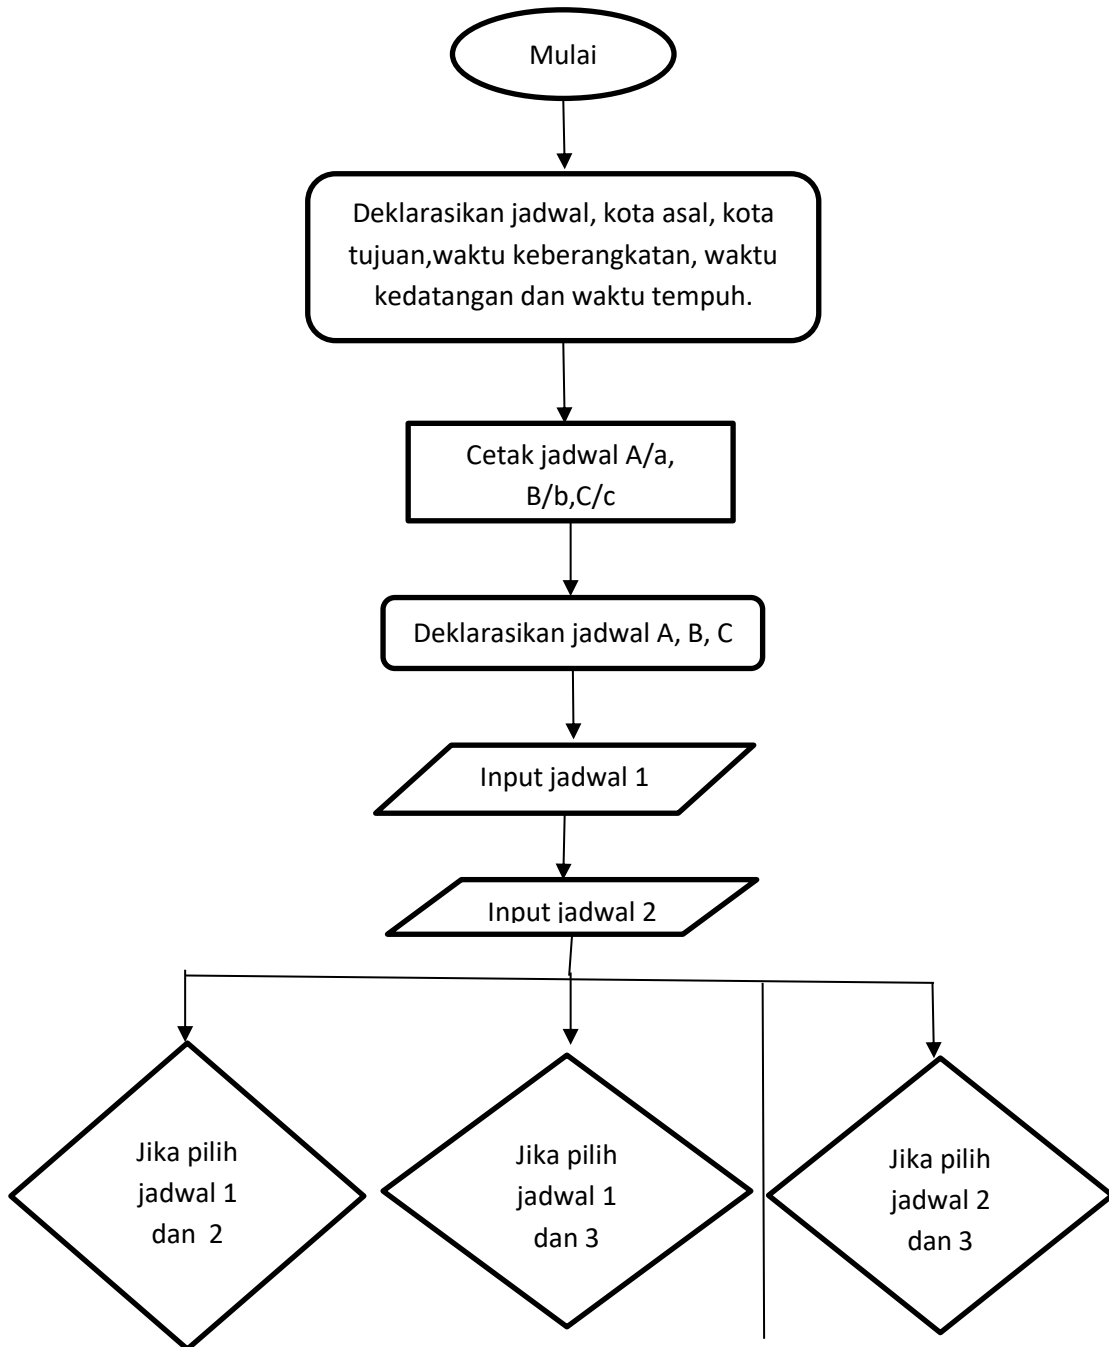 Mulai
Deklarasikan jadwal, kota asal, kota
tujuan,waktu keberangkatan, waktu
kedatangan dan waktu tempuh.
Cetak jadwal A/a,
B/b,C/c
Deklarasikan jadwal A, B, C
Input jadwal 1
Input jadwal 2
Jika pilih
jadwal 1
dan 2
Jika pilih
jadwal 1
dan 3
Jika pilih
jadwal 2
dan 3